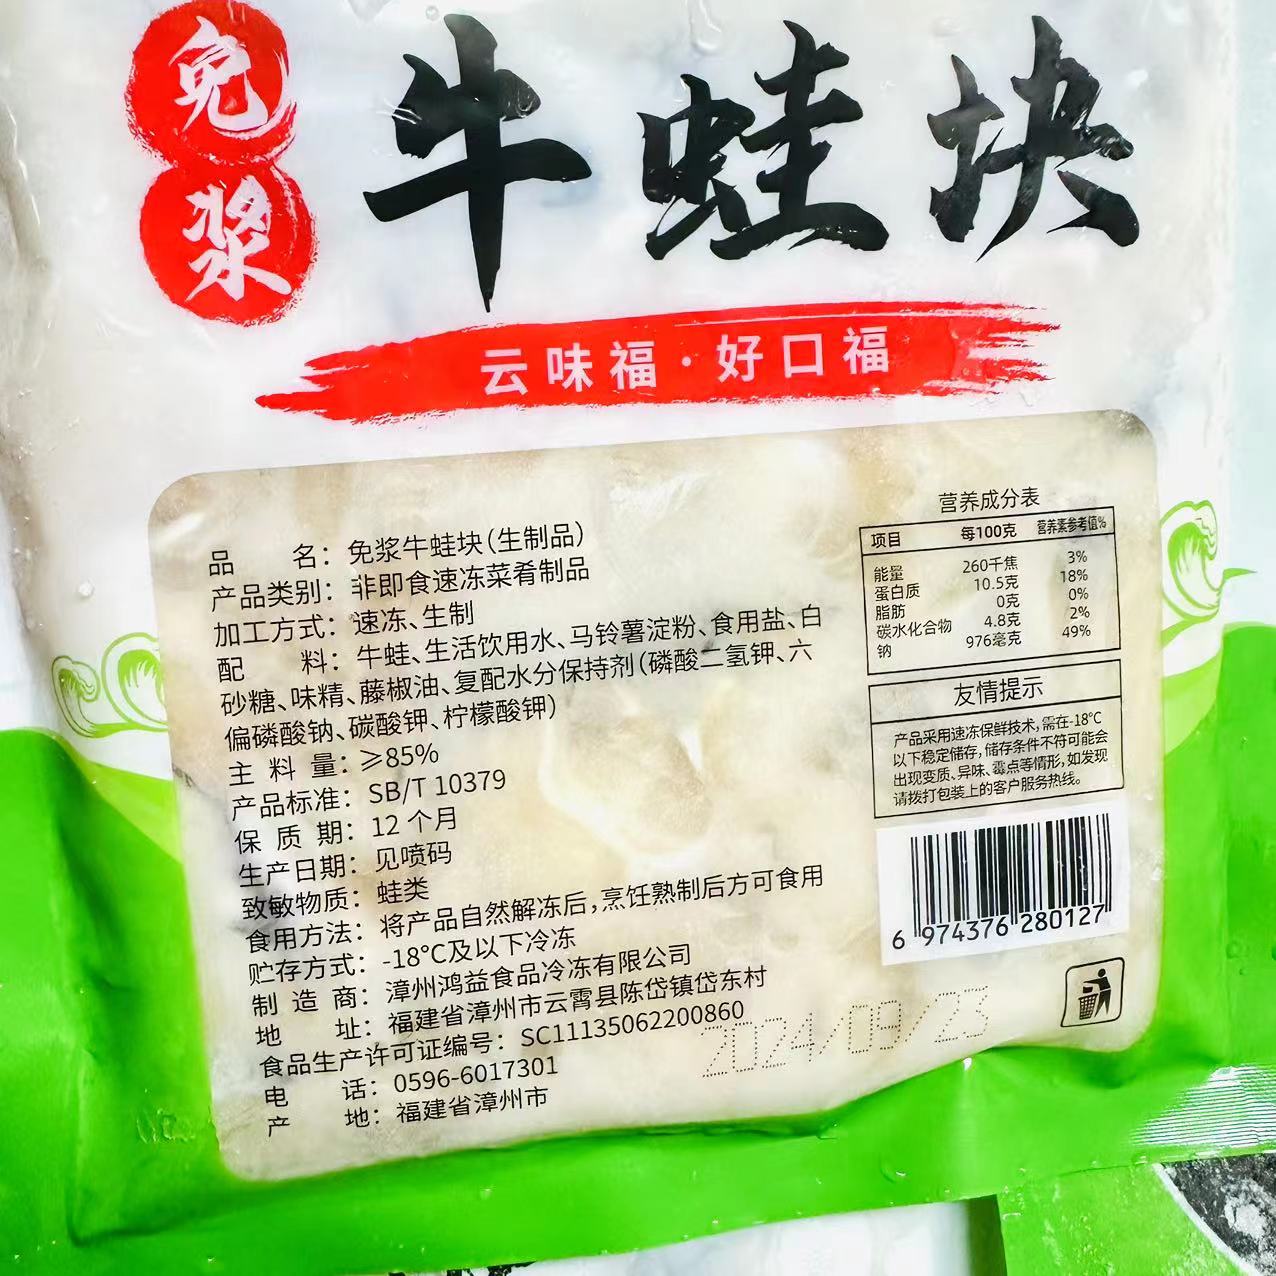 免浆
牛蛙块
云味福·好口福
品名：免浆牛蛙块（生制品）
产品类别：非即食速冻菜肴制品
加工方式：速冻、生制
配料：牛蛙、生活饮用水、马铃薯淀粉、食用盐、白
砂糖、味精、藤椒油、复配水分保持剂（磷酸二氢钾、六
偏磷酸钠、碳酸钾、柠檬酸钾）
主料量：≥85%
产品标准：SB/T 10379
保质期：12个月
生产日期：见喷码
致敏物质：蛙类
食用方法：将产品自然解冻后，烹饪熟制后方可食用
贮存方式：-18℃及以下冷冻
制造商：漳州鸿益食品冷冻有限公司
地址：福建省漳州市云霄县陈岱镇岱东村
食品生产许可证编号：SC11135062200860
电话：0596-6017301
产地：福建省漳州市
2024/09/23
营养成分表
项目 每100克 营养素参考值%
能量 260千焦 3%
蛋白质 10.5克 18%
脂肪 0克 0%
碳水化合物 4.8克 2%
钠 976毫克 49%
友情提示
产品采用速冻保鲜技术，需在-18℃
以下稳定储存，储存条件不符可能会
出现变质、异味、霉点等情形，如发现
请拨打包装上的客户服务热线。
6 974376 280127